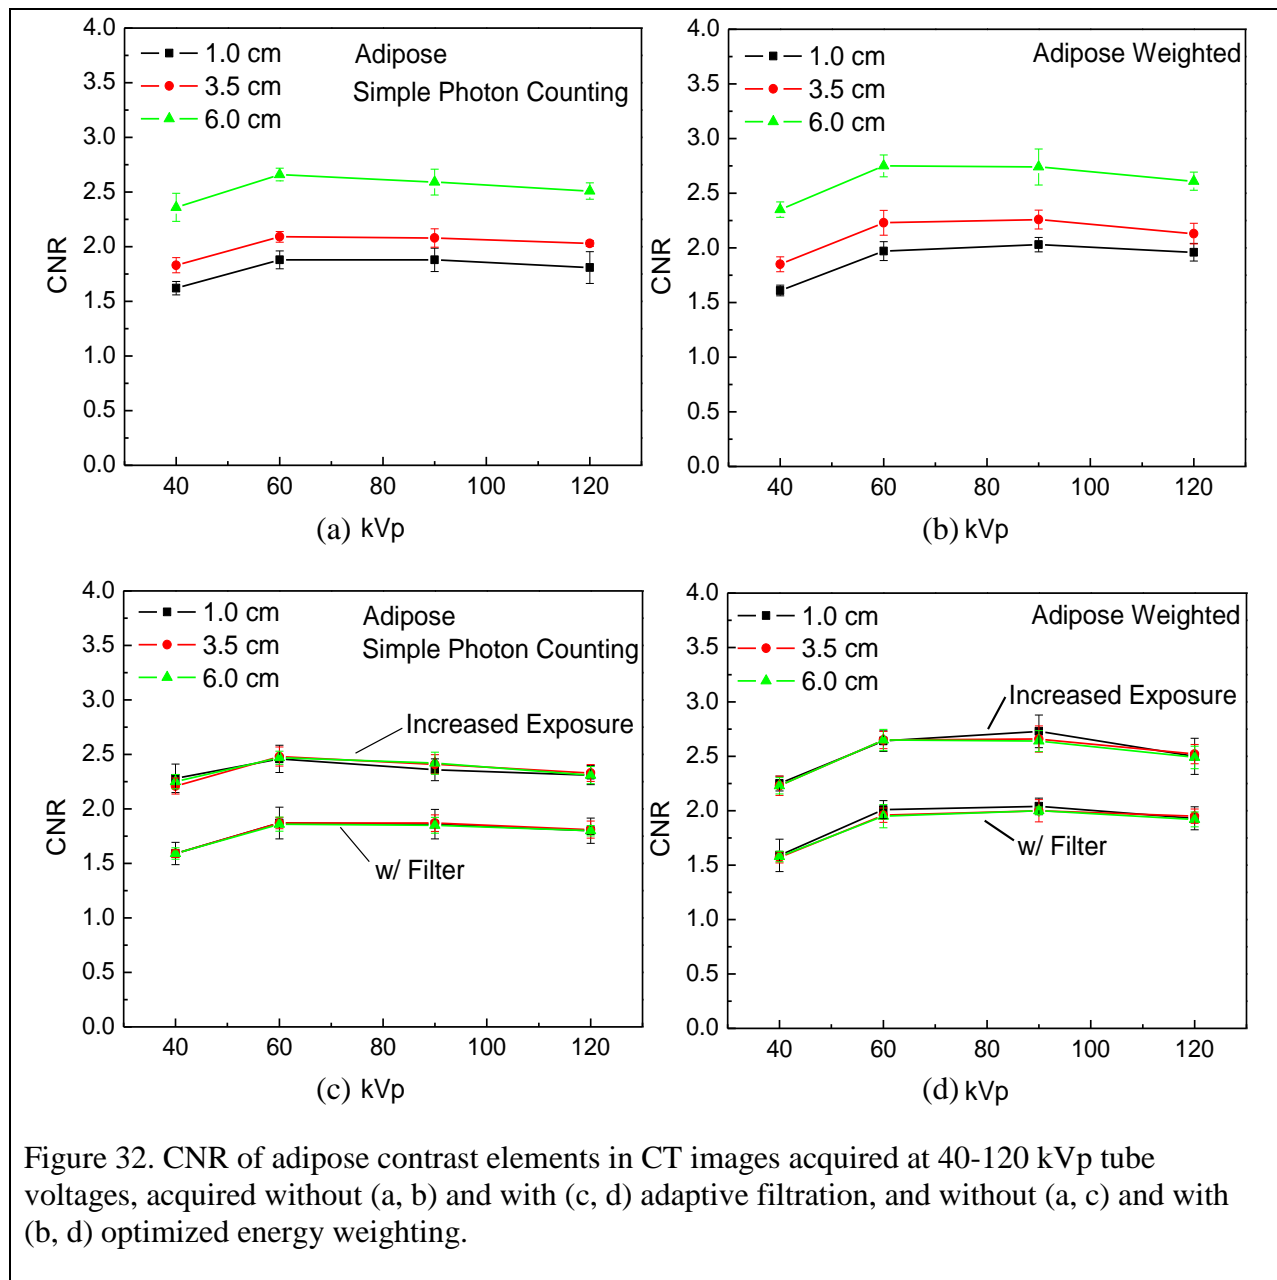 4.0
3.5
3.0
2.5
2.0
1.5
1.0
0.5
0.0
CNR
1.0 cm
3.5 cm
6.0 cm
Adipose
Simple Photon Counting
40 60 80 100 120
(a) kVp
4.0
3.5
3.0
2.5
2.0
1.5
1.0
0.5
0.0
CNR
1.0 cm
3.5 cm
6.0 cm
Adipose Weighted
40 60 80 100 120
(b) kVp
4.0
3.5
3.0
2.5
2.0
1.5
1.0
0.5
0.0
CNR
1.0 cm
3.5 cm
6.0 cm
Adipose
Simple Photon Counting
Increased Exposure
w/ Filter
40 60 80 100 120
(c) kVp
4.0
3.5
3.0
2.5
2.0
1.5
1.0
0.5
0.0
CNR
1.0 cm
3.5 cm
6.0 cm
Adipose Weighted
Increased Exposure
w/ Filter
40 60 80 100 120
(d) kVp
Figure 32. CNR of adipose contrast elements in CT images acquired at 40-120 kVp tube
voltages, acquired without (a, b) and with (c, d) adaptive filtration, and without (a, c) and with
(b, d) optimized energy weighting.